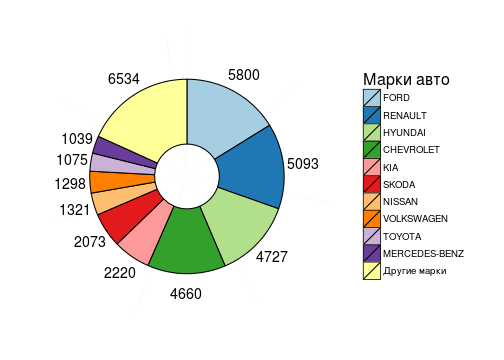 6534
5800
1039
1075
1298
1321
2073
2220
4660
4727
5093
Марки авто
FORD
RENAULT
HYUNDAI
CHEVROLET
KIA
SKODA
NISSAN
VOLKSWAGEN
TOYOTA
MERCEDES-BENZ
Другие марки